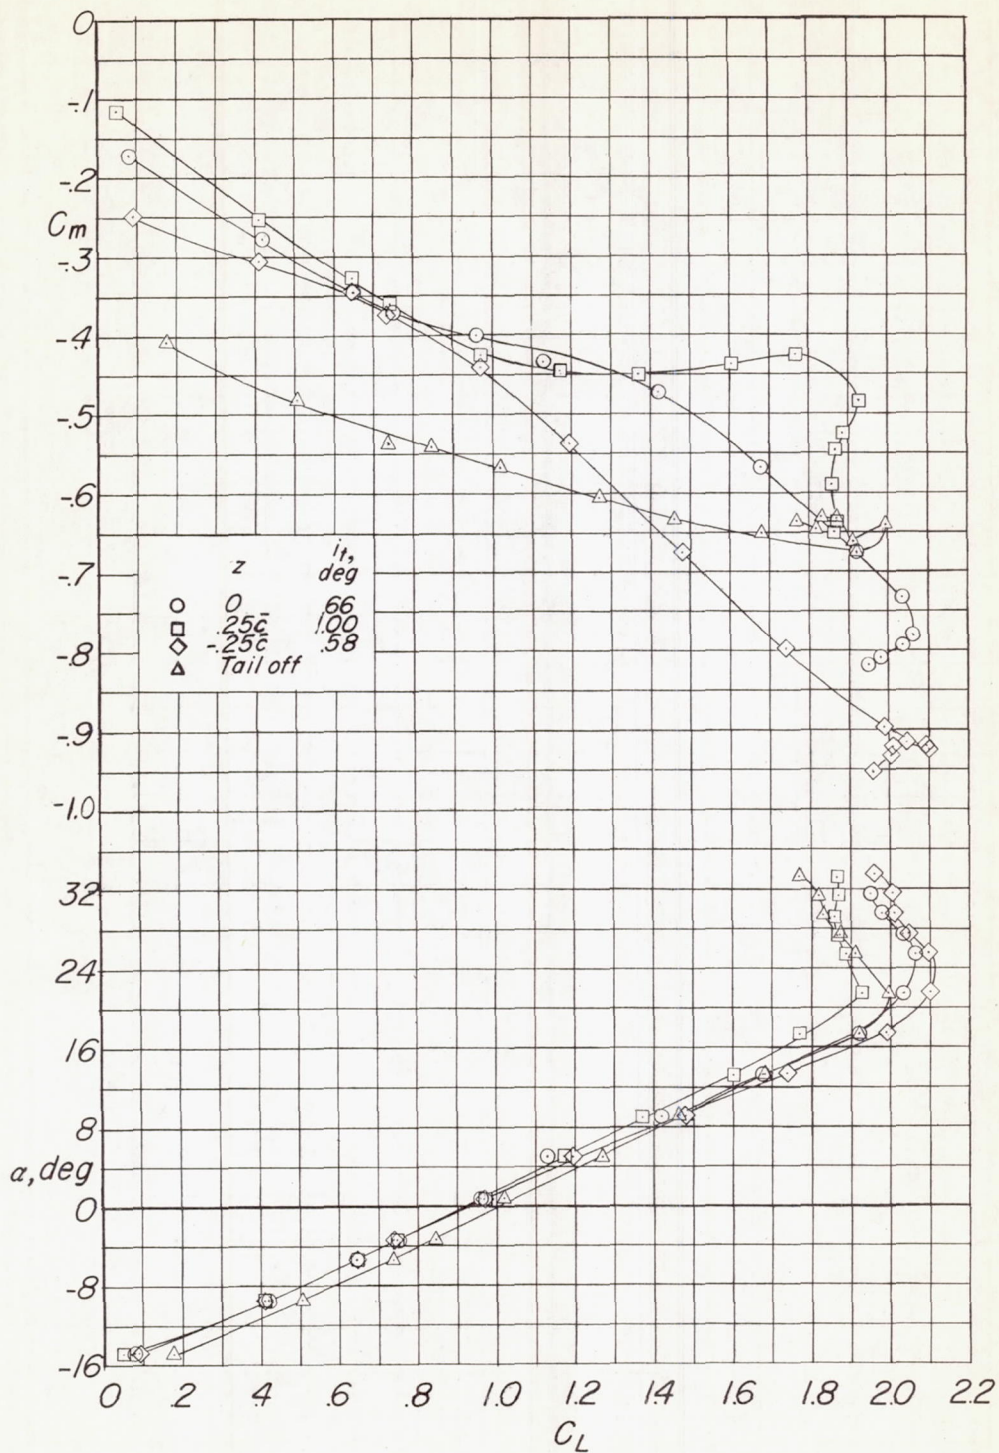 0
-.1
-.2
Cm
-.3
-.4
-.5
-.6
z it, deg
0 .66
.25c̄ 1.00
-.25c̄ .58
Tail off
-.7
-.8
-.9
-1.0
32
24
16
8
α, deg
0
-8
-16
0 .2 .4 .6 .8 1.0 1.2 1.4 1.6 1.8 2.0 2.2
CL